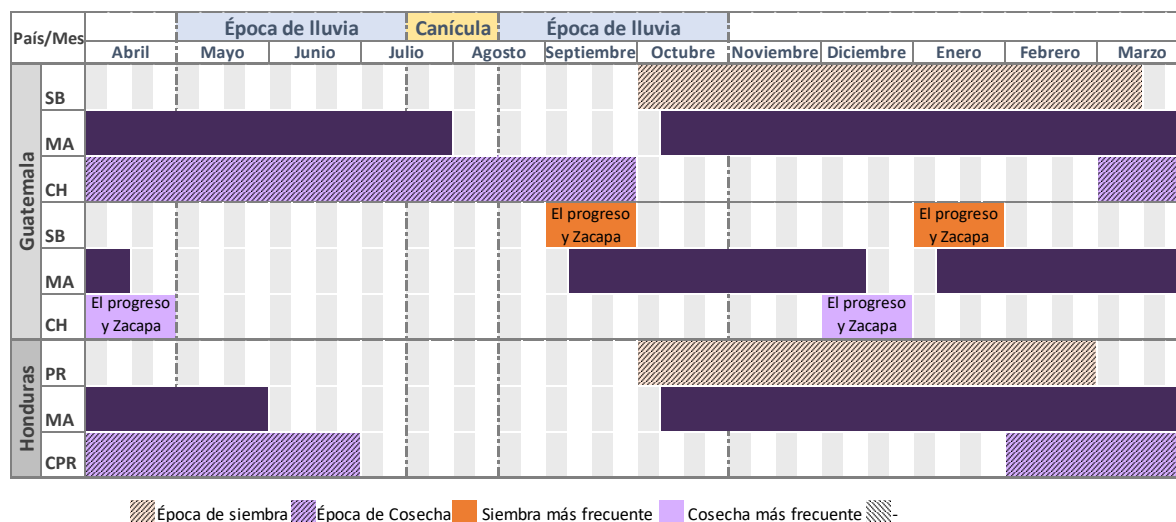 Época de lluvia Canícula Época de lluvia
País/Mes
Abril Mayo Junio Julio Agosto Septiembre Octubre Noviembre Diciembre Enero Febrero Marzo
Guatemala
SB
MA
CH
SB El progreso y Zacapa El progreso y Zacapa
MA
CH El progreso y Zacapa El progreso y Zacapa
Honduras
PR
MA
CPR
Época de siembra Época de Cosecha Siembra más frecuente Cosecha más frecuente -